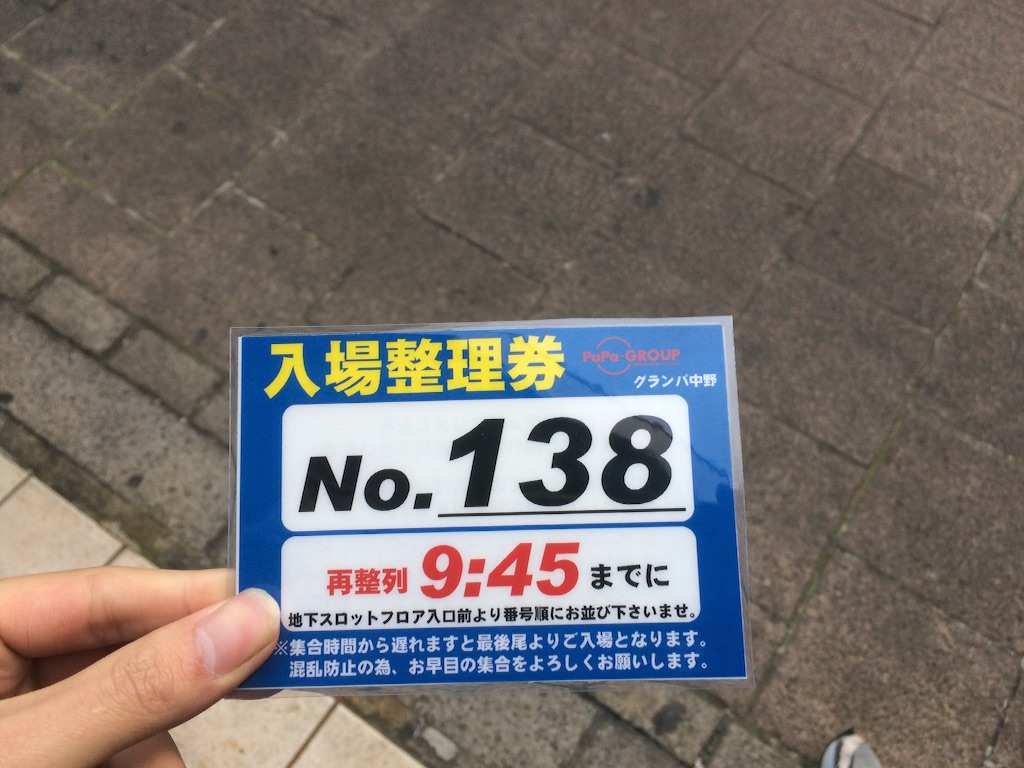 入場整理券
PaPa GROUP
グランパ中野
No. 138
再整列 9:45 までに
地下スロットフロア入口前より番号順にお並び下さいませ。
※集合時間から遅れますと最後尾よりご入場となります。
混乱防止の為、お早目の集合をよろしくお願いします。